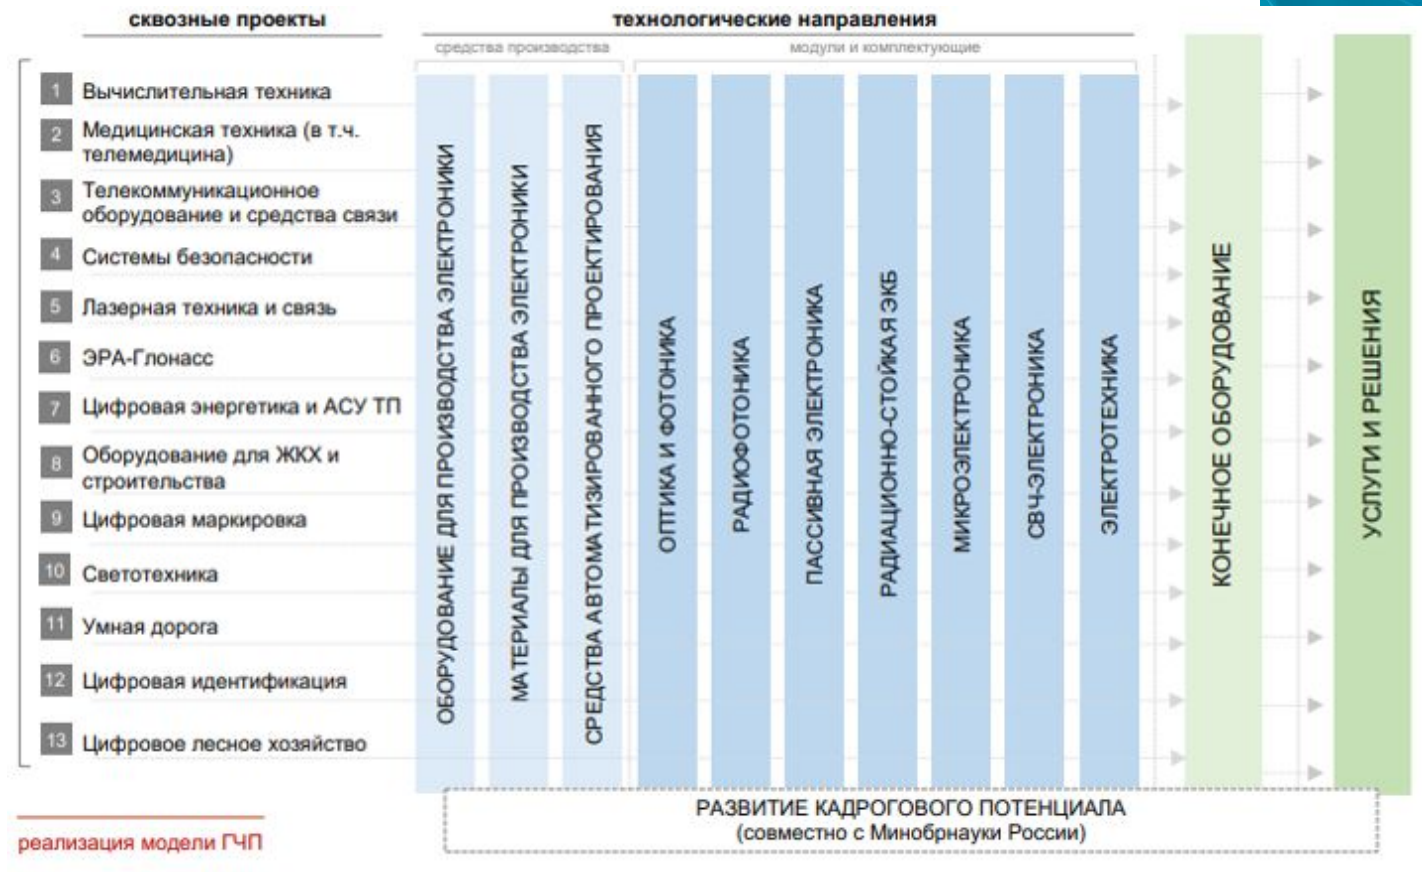 сквозные проекты
технологические направления
средства производства
модули и комплектующие
1 Вычислительная техника
2 Медицинская техника (в т.ч.
телемедицина)
3 Телекоммуникационное
оборудование и средства связи
4 Системы безопасности
5 Лазерная техника и связь
6 ЭРА-Глонасс
7 Цифровая энергетика и АСУ ТП
8 Оборудование для ЖКХ и
строительства
9 Цифровая маркировка
10 Светотехника
11 Умная дорога
12 Цифровая идентификация
13 Цифровое лесное хозяйство
ОБОРУДОВАНИЕ ДЛЯ ПРОИЗВОДСТВА ЭЛЕКТРОНИКИ
МАТЕРИАЛЫ ДЛЯ ПРОИЗВОДСТВА ЭЛЕКТРОНИКИ
СРЕДСТВА АВТОМАТИЗИРОВАННОГО ПРОЕКТИРОВАНИЯ
ОПТИКА И ФОТОНИКА
РАДИОФОТОНИКА
ПАССИВНАЯ ЭЛЕКТРОНИКА
РАДИАЦИОННО-СТОЙКАЯ ЭКБ
МИКРОЭЛЕКТРОНИКА
СВЧ-ЭЛЕКТРОНИКА
ЭЛЕКТРОТЕХНИКА
КОНЕЧНОЕ ОБОРУДОВАНИЕ
УСЛУГИ И РЕШЕНИЯ
РАЗВИТИЕ КАДРОГОВОГО ПОТЕНЦИАЛА
(совместно с Минобрнауки России)
реализация модели ГЧП